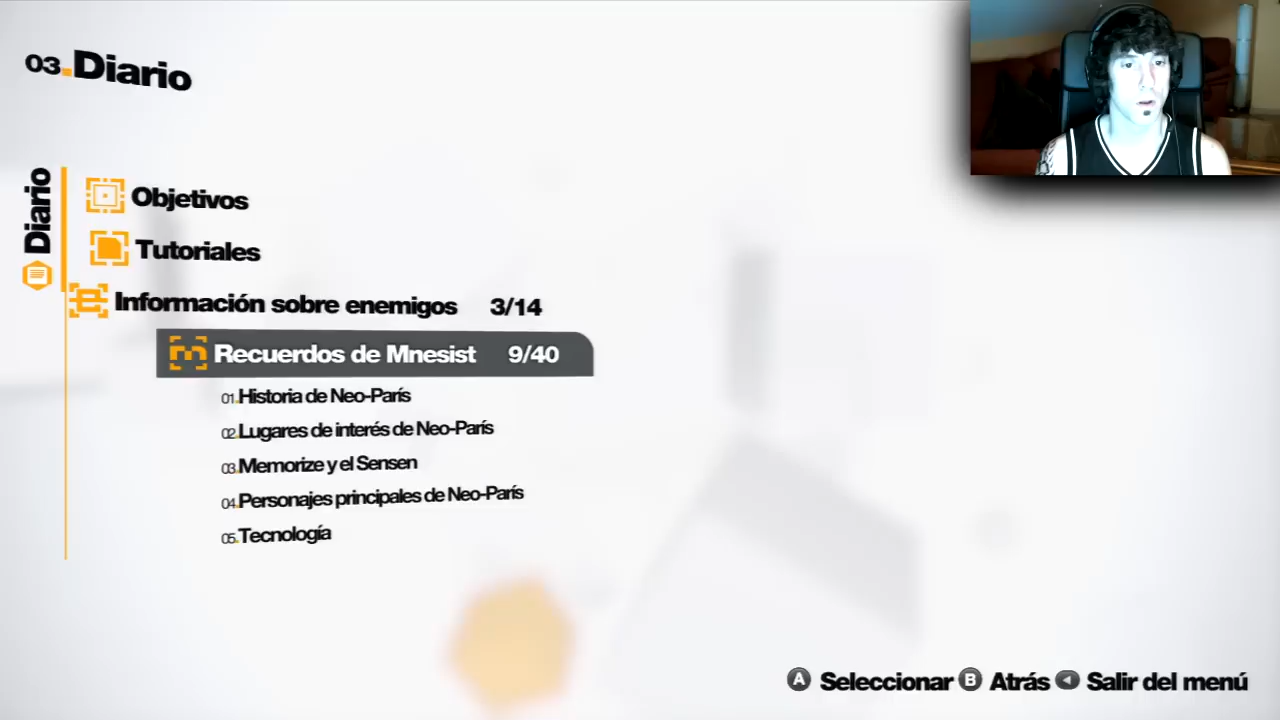 03.Diario
Diario
Objetivos
Tutoriales
Información sobre enemigos 3/14
Recuerdos de Mnesist 9/40
01.Historia de Neo-París
02.Lugares de interés de Neo-París
03.Memorize y el Sensen
04.Personajes principales de Neo-París
05.Tecnología
A Seleccionar B Atrás Salir del menú